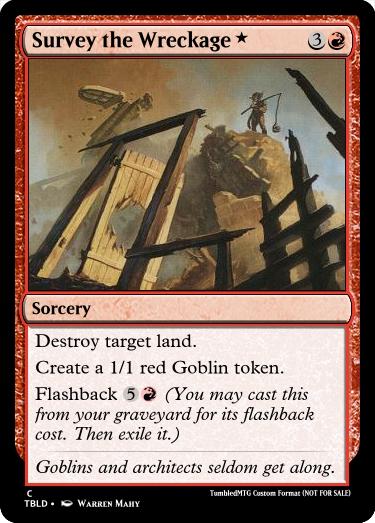 Survey the Wreckage ★ 3
Sorcery
Destroy target land.
Create a 1/1 red Goblin token.
Flashback 5 (You may cast this
from your graveyard for its flashback
cost. Then exile it.)
Goblins and architects seldom get along.
C
TBLD • Warren Mahy
TumbledMTG Custom Format (NOT FOR SALE)